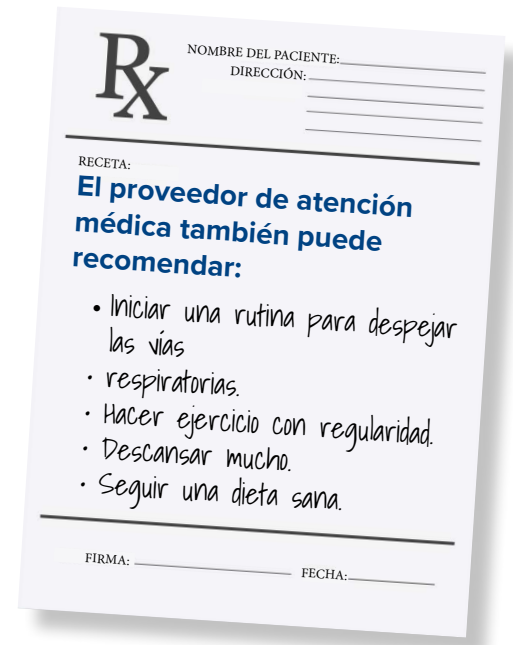 Rx
NOMBRE DEL PACIENTE:
DIRECCIÓN:
RECETA:
El proveedor de atención
médica también puede
recomendar:
• Iniciar una rutina para despejar
las vías
• respiratorias.
• Hacer ejercicio con regularidad.
• Descansar mucho.
• Seguir una dieta sana.
FIRMA: FECHA: